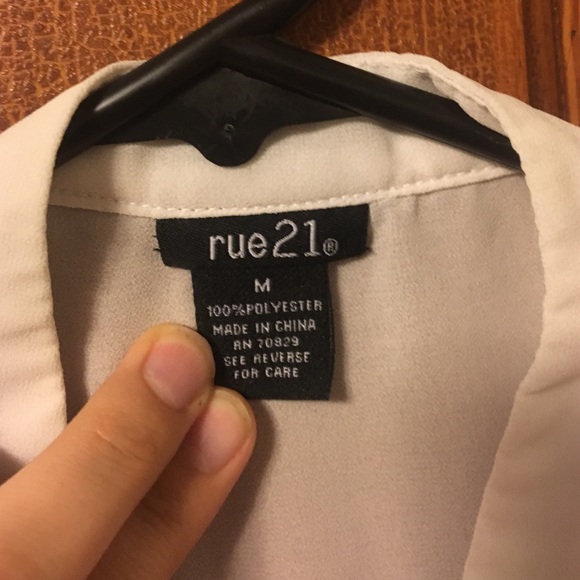 S
rue21®
M
100%POLYESTER
MADE IN CHINA
RN 70829
SEE REVERSE
FOR CARE